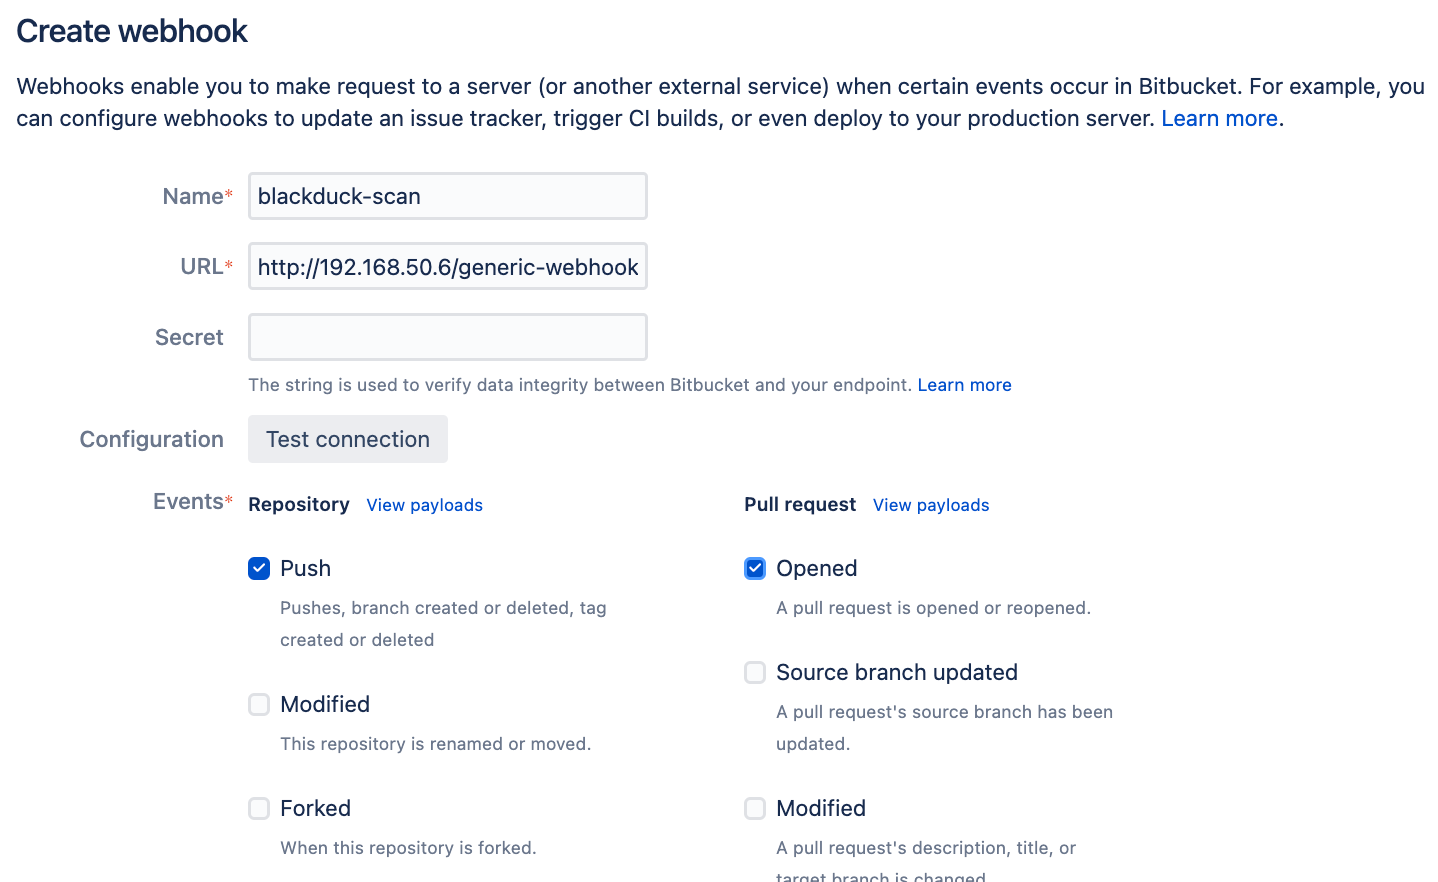 Create webhook
Webhooks enable you to make request to a server (or another external service) when certain events occur in Bitbucket. For example, you
can configure webhooks to update an issue tracker, trigger CI builds, or even deploy to your production server. Learn more.
Name*
blackduck-scan
URL*
http://192.168.50.6/generic-webhook
Secret
The string is used to verify data integrity between Bitbucket and your endpoint. Learn more
Configuration
Test connection
Events*
Repository View payloads
Push
Pushes, branch created or deleted, tag
created or deleted
Modified
This repository is renamed or moved.
Forked
When this repository is forked.
Pull request View payloads
Opened
A pull request is opened or reopened.
Source branch updated
A pull request's source branch has been
updated.
Modified
A pull request's description, title, or
target branch is changed